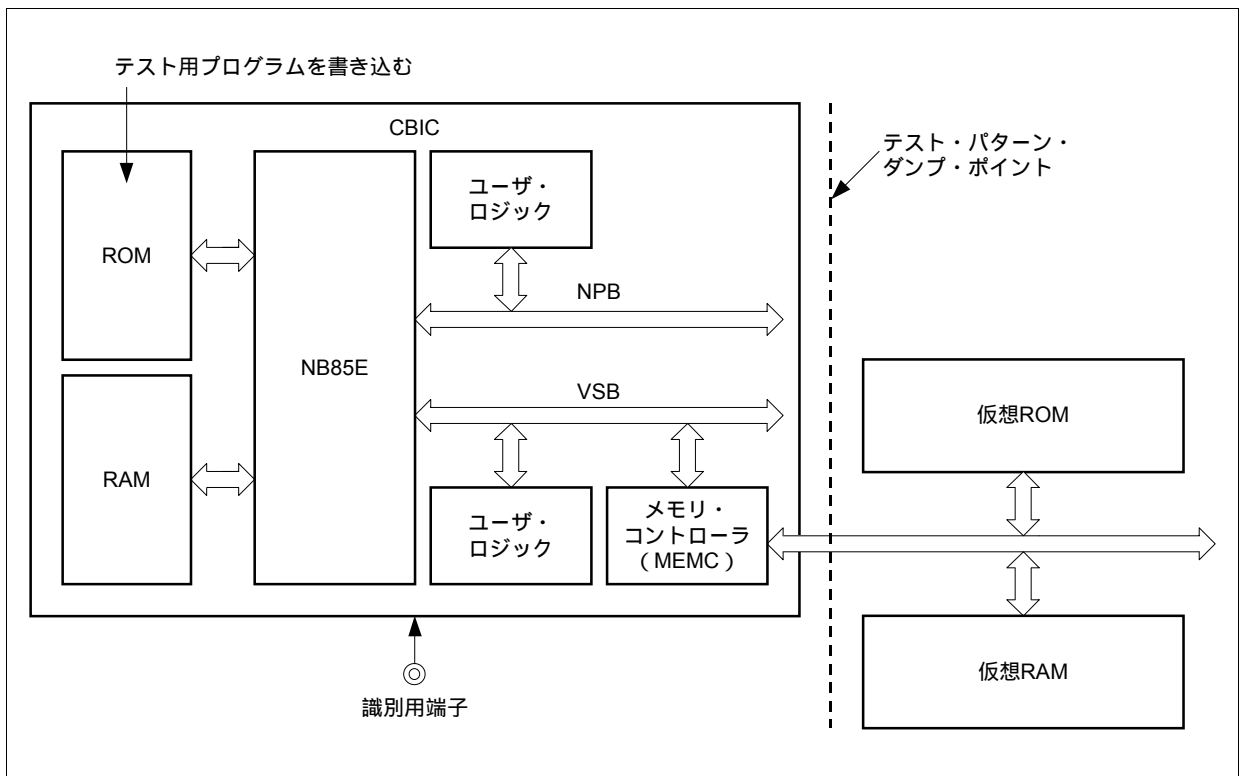 テスト用プログラムを書き込む
CBIC
テスト・パターン・
ダンプ・ポイント
ユーザ・
ロジック
ROM
NPB
NB85E
VSB
仮想ROM
RAM
ユーザ・
ロジック
メモリ・
コントローラ
（MEMC）
仮想RAM
識別用端子